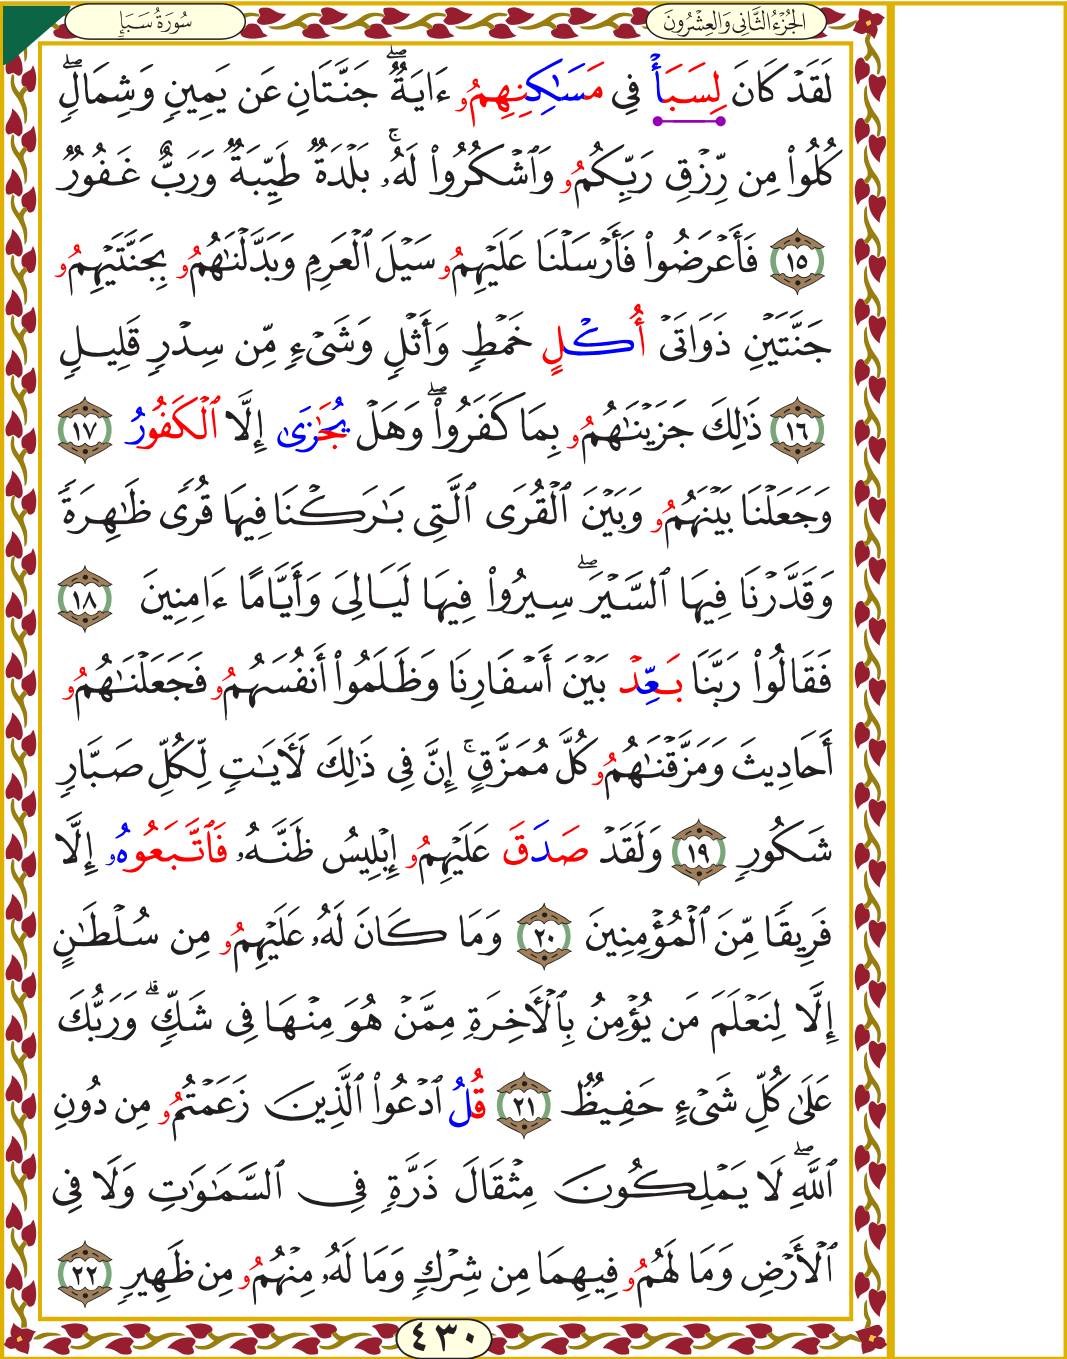 الجُزْءُ الثَّانِي وَالعِشْرُونَ
سُورَةُ سَبَإٍ
لَقَدْ كَانَ لِسَبَأْ فِي مَسَـٰكِنِهِمُۥ ءَايَةٌۖ جَنَّتَانِ عَن يَمِينٍ وَشِمَالٍۖ
كُلُوا۟ مِن رِّزْقِ رَبِّكُمُۥ وَٱشْكُرُوا۟ لَهُۥۚ بَلْدَةٌ طَيِّبَةٌ وَرَبٌّ غَفُورٌ
١٥ فَأَعْرَضُوا۟ فَأَرْسَلْنَا عَلَيْهِمُۥ سَيْلَ ٱلْعَرِمِ وَبَدَّلْنَـٰهُمُۥ بِجَنَّتَيْهِمُۥ
جَنَّتَيْنِ ذَوَاتَىْ أُكْلٍ خَمْطٍ وَأَثْلٍ وَشَىْءٍ مِّن سِدْرٍ قَلِيلٍ
١٦ ذَٰلِكَ جَزَيْنَـٰهُمُۥ بِمَا كَفَرُوا۟ۖ وَهَلْ يُجَـٰزَىٰ إِلَّا ٱلْكَفُورُ ١٧
وَجَعَلْنَا بَيْنَهُمُۥ وَبَيْنَ ٱلْقُرَى ٱلَّتِى بَـٰرَكْنَا فِيهَا قُرًى ظَـٰهِرَةً
وَقَدَّرْنَا فِيهَا ٱلسَّيْرَۖ سِيرُوا۟ فِيهَا لَيَالِىَ وَأَيَّامًا ءَامِنِينَ ١٨
فَقَالُوا۟ رَبَّنَا بَعِّدْ بَيْنَ أَسْفَارِنَا وَظَلَمُوٓا۟ أَنفُسَهُمُۥ فَجَعَلْنَـٰهُمُۥ
أَحَادِيثَ وَمَزَّقْنَـٰهُمُۥ كُلَّ مُمَزَّقٍۚ إِنَّ فِى ذَٰلِكَ لَـَٔايَـٰتٍ لِّكُلِّ صَبَّارٍ
شَكُورٍ ١٩ وَلَقَدْ صَدَقَ عَلَيْهِمُۥ إِبْلِيسُ ظَنَّهُۥ فَٱتَّبَعُوهُۥ إِلَّا
فَرِيقًا مِّنَ ٱلْمُؤْمِنِينَ ٢٠ وَمَا كَانَ لَهُۥ عَلَيْهِمُۥ مِن سُلْطَـٰنٍ
إِلَّا لِنَعْلَمَ مَن يُؤْمِنُ بِٱلْـَٔاخِرَةِ مِمَّنْ هُوَ مِنْهَا فِى شَكٍّۗ وَرَبُّكَ
عَلَىٰ كُلِّ شَىْءٍ حَفِيظٌ ٢١ قُلُ ٱدْعُوا۟ ٱلَّذِينَ زَعَمْتُمُۥ مِن دُونِ
ٱللَّهِۖ لَا يَمْلِكُونَ مِثْقَالَ ذَرَّةٍ فِى ٱلسَّمَـٰوَٰتِ وَلَا فِى
ٱلْأَرْضِ وَمَا لَهُمُۥ فِيهِمَا مِن شِرْكٍ وَمَا لَهُۥ مِنْهُمُۥ مِن ظَهِيرٍ ٢٢
٤٣٠